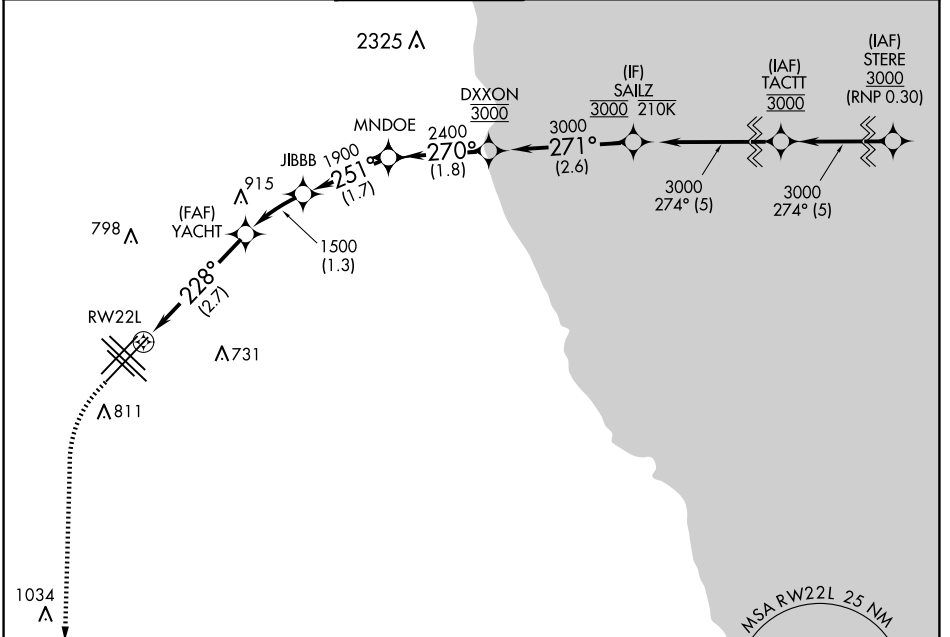 2325
(IAF)
STERE
3000
(RNP 0.30)
(IAF)
TACTT
3000
(IF)
SAILZ
3000 210K
DXXON
3000
MNDOE
JIBBB
(FAF)
YACHT
3000
274° (5)
3000
274° (5)
3000
271°
(2.6)
2400
270°
(1.8)
1900
251°
(1.7)
1500
(1.3)
915
798
228°
(2.7)
RW22L
731
811
1034
MSA RW22L 25 NM